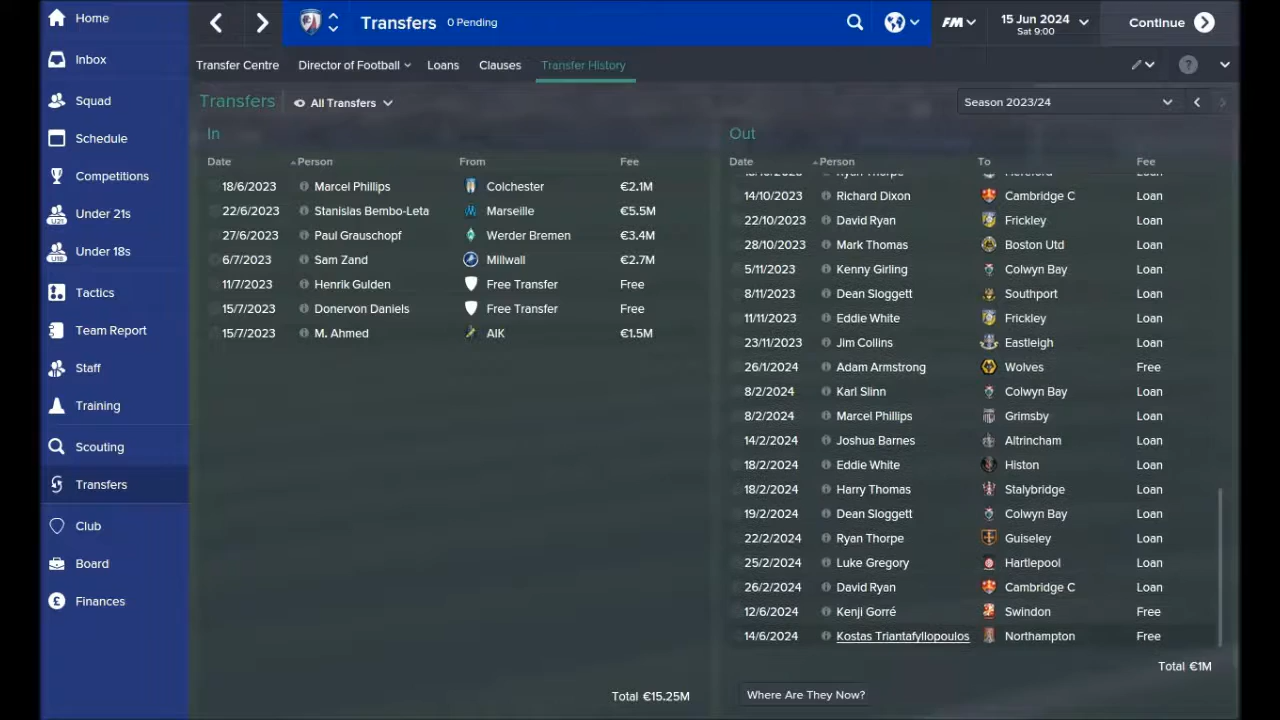 Home
Transfers 0 Pending
FM
15 Jun 2024
Sat 9:00
Continue
Inbox
Squad
Schedule
Competitions
Under 21s
Under 18s
Tactics
Team Report
Staff
Training
Scouting
Transfers
Club
Board
£ Finances
Transfer Centre Director of Football Loans Clauses Transfer History ?
Transfers All Transfers Season 2023/24
In
Date Person From Fee
18/6/2023 Marcel Phillips Colchester €2.1M
22/6/2023 Stanislas Bembo-Leta Marseille €5.5M
27/6/2023 Paul Grauschopf Werder Bremen €3.4M
6/7/2023 Sam Zand Millwall €2.7M
11/7/2023 Henrik Gulden Free Transfer Free
15/7/2023 Donervon Daniels Free Transfer Free
15/7/2023 M. Ahmed AIK €1.5M
Total €15.25M
Out
Date Person To Fee
14/10/2023 Richard Dixon Cambridge C Loan
22/10/2023 David Ryan Frickley Loan
28/10/2023 Mark Thomas Boston Utd Loan
5/11/2023 Kenny Girling Colwyn Bay Loan
8/11/2023 Dean Sloggett Southport Loan
11/11/2023 Eddie White Frickley Loan
23/11/2023 Jim Collins Eastleigh Loan
26/1/2024 Adam Armstrong Wolves Free
8/2/2024 Karl Slinn Colwyn Bay Loan
8/2/2024 Marcel Phillips Grimsby Loan
14/2/2024 Joshua Barnes Altrincham Loan
18/2/2024 Eddie White Histon Loan
18/2/2024 Harry Thomas Stalybridge Loan
19/2/2024 Dean Sloggett Colwyn Bay Loan
22/2/2024 Ryan Thorpe Guiseley Loan
25/2/2024 Luke Gregory Hartlepool Loan
26/2/2024 David Ryan Cambridge C Loan
12/6/2024 Kenji Gorré Swindon Free
14/6/2024 Kostas Triantafyllopoulos Northampton Free
Total €1M
Where Are They Now?